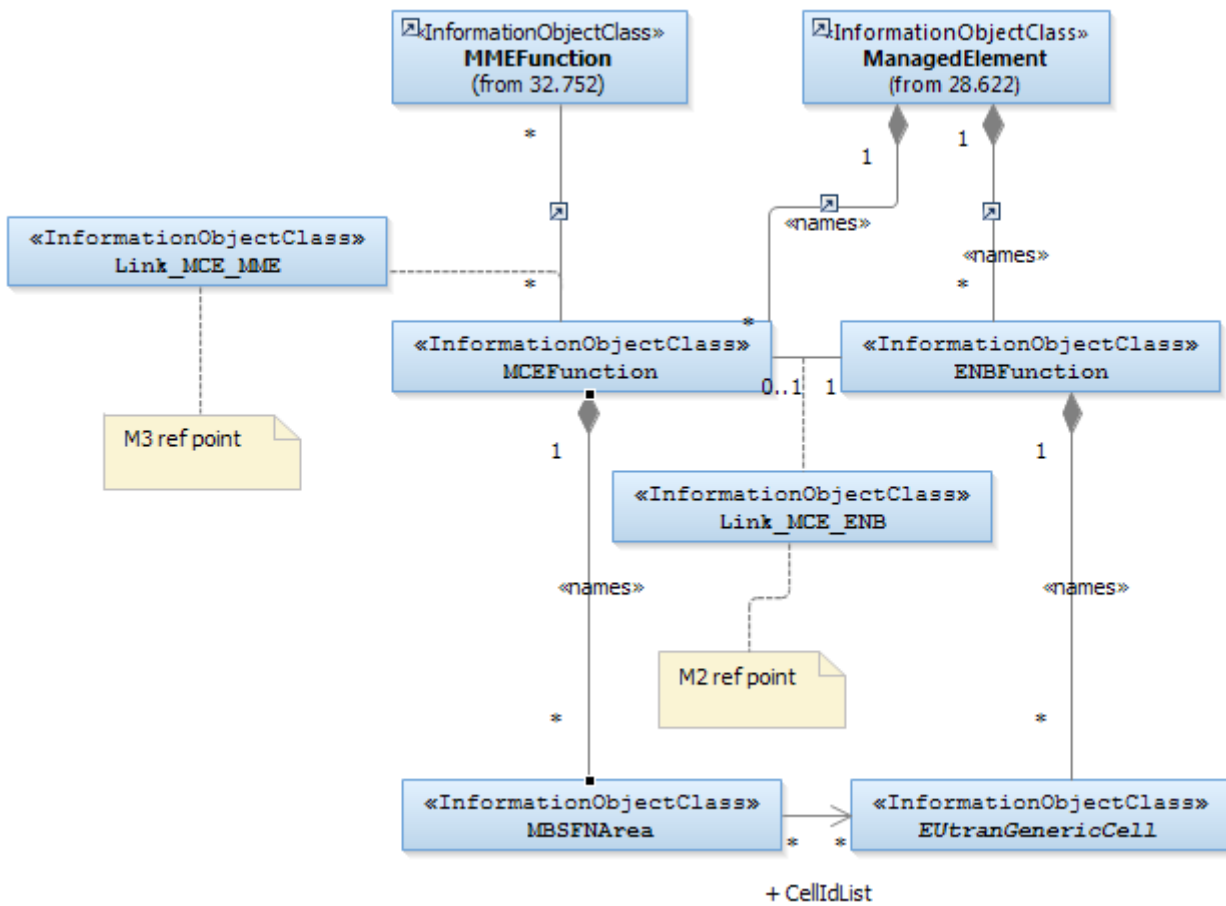 «InformationObjectClass»
MMEFunction
(from 32.752)
«InformationObjectClass»
ManagedElement
(from 28.622)
*
1
1
«names»
«names»
«InformationObjectClass»
Link_MCE_MME
*
*
*
«InformationObjectClass»
MCEFunction
«InformationObjectClass»
ENBFunction
0..1
1
M3 ref point
1
1
«InformationObjectClass»
Link_MCE_ENB
«names»
«names»
M2 ref point
*
*
«InformationObjectClass»
MBSFNArea
«InformationObjectClass»
EUtranGenericCell
*
*
+ CellIdList